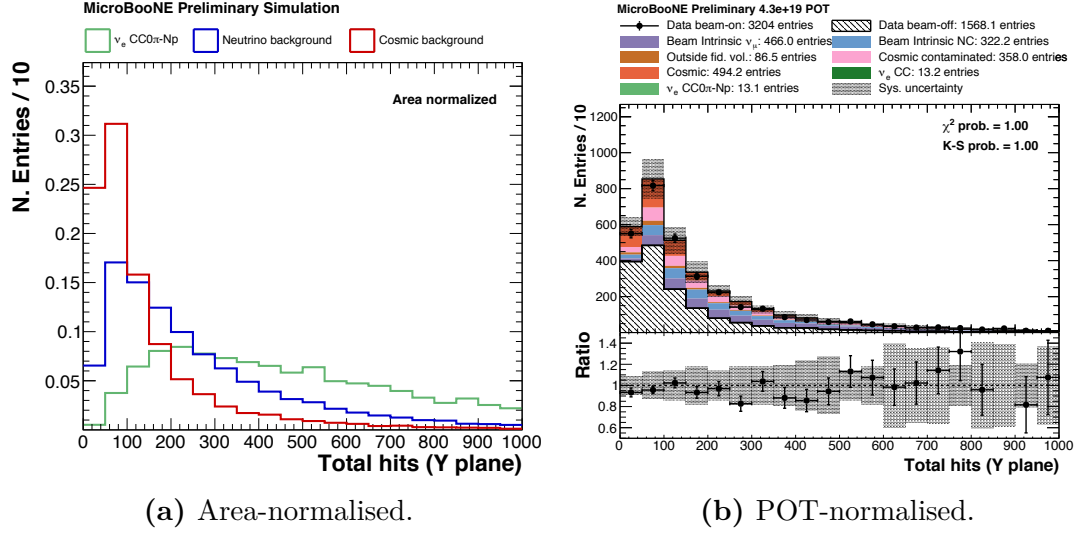 MicroBooNE Preliminary Simulation
νe CC0π-Np Neutrino background Cosmic background
Area normalized
N. Entries / 10
0.35
0.3
0.25
0.2
0.15
0.1
0.05
0 100 200 300 400 500 600 700 800 900 1000
Total hits (Y plane)
(a) Area-normalised.
MicroBooNE Preliminary 4.3e+19 POT
Data beam-on: 3204 entries Data beam-off: 1568.1 entries
Beam Intrinsic νμ: 466.0 entries Beam Intrinsic NC: 322.2 entries
Outside fid. vol.: 86.5 entries Cosmic contaminated: 358.0 entries
Cosmic: 494.2 entries νe CC: 13.2 entries
νe CC0π-Np: 13.1 entries Sys. uncertainty
χ² prob. = 1.00
K-S prob. = 1.00
N. Entries / 10
1200
1000
800
600
400
200
Ratio
1.4
1.2
1
0.8
0.6
0 100 200 300 400 500 600 700 800 900 1000
Total hits (Y plane)
(b) POT-normalised.